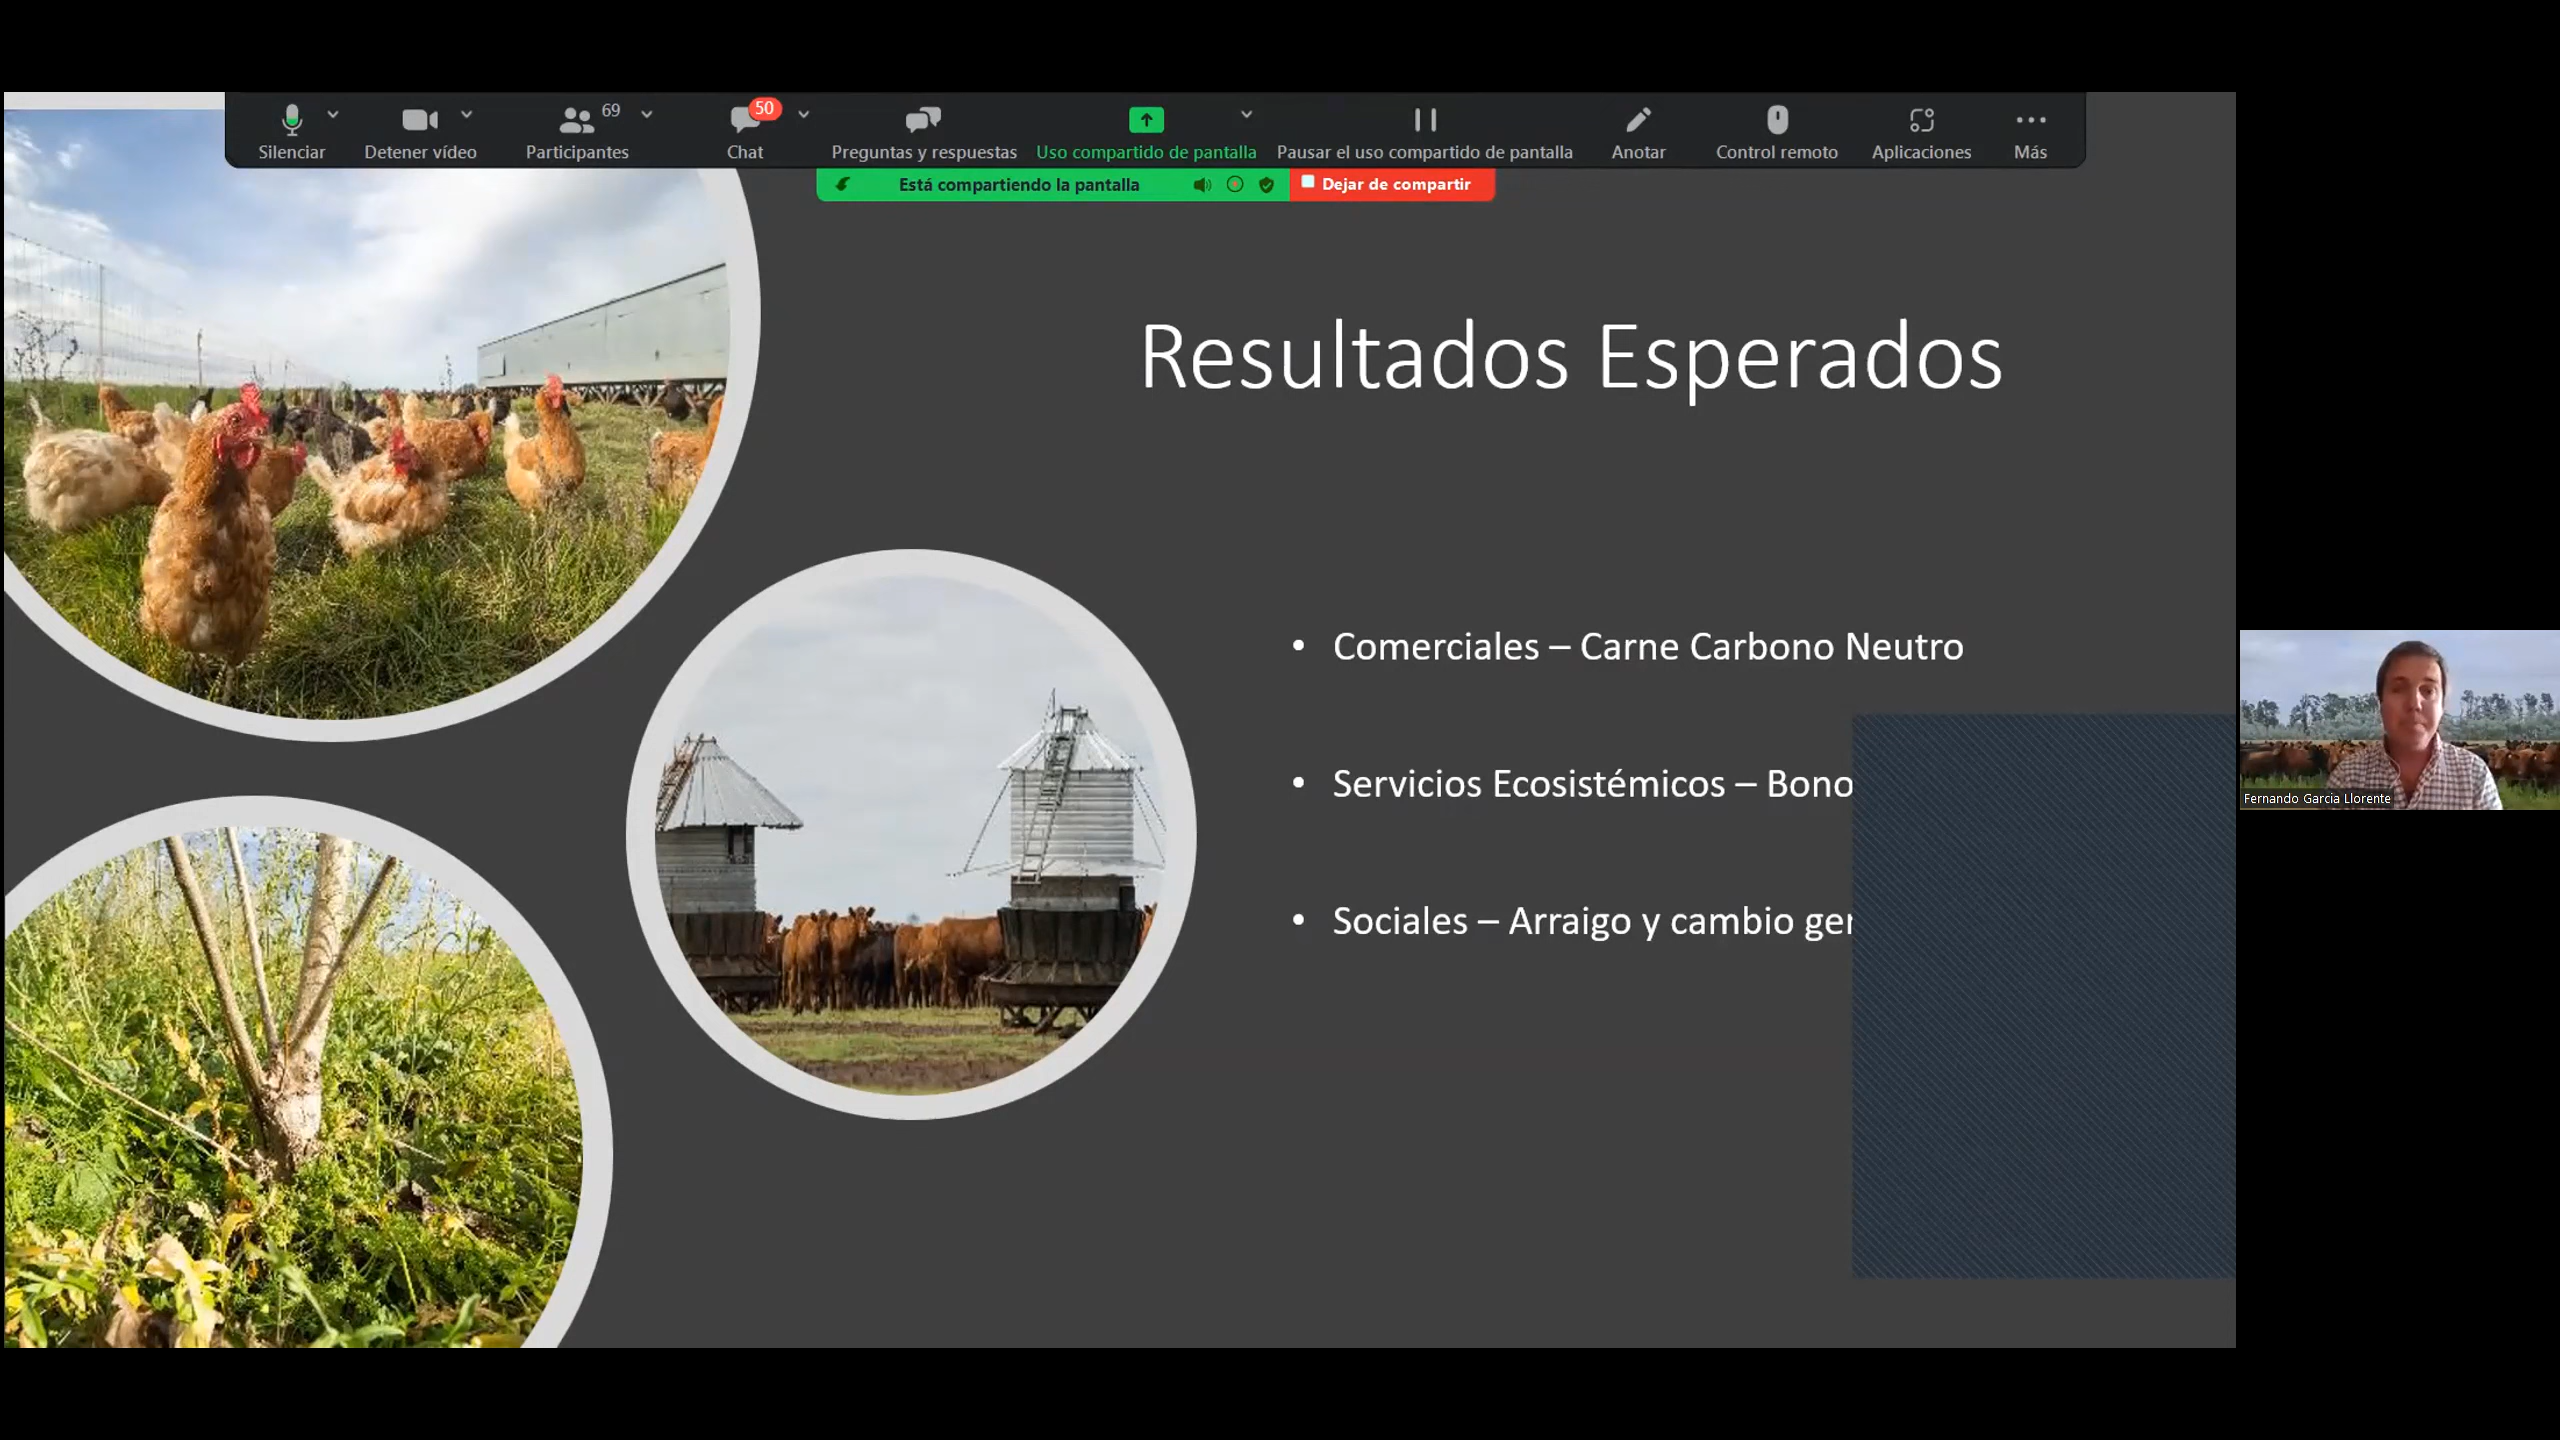 69
50
Silenciar
Detener vídeo
Participantes
Chat
Preguntas y respuestas
Uso compartido de pantalla
Pausar el uso compartido de pantalla
Anotar
Control remoto
Aplicaciones
Más
Está compartiendo la pantalla
Dejar de compartir
Resultados Esperados
• Comerciales – Carne Carbono Neutro
• Servicios Ecosistémicos – Bono
• Sociales – Arraigo y cambio
Fernando Garcia Llorente